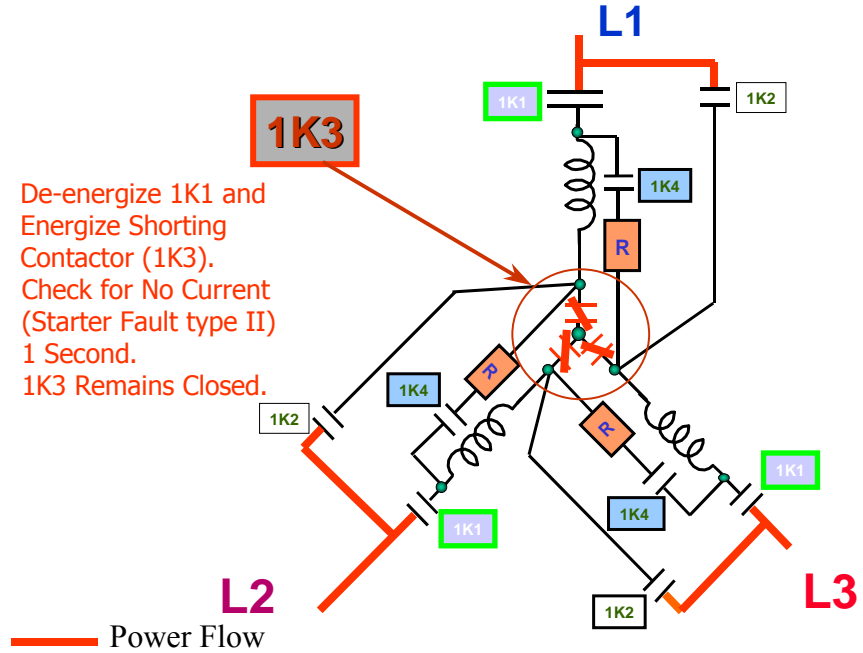 L1
1K1
1K2
1K3
1K4
De-energize 1K1 and
Energize Shorting
Contactor (1K3).
Check for No Current
(Starter Fault type II)
1 Second.
1K3 Remains Closed.
R
R
1K4
1K2
R
1K1
1K4
1K1
L2
L3
1K2
Power Flow